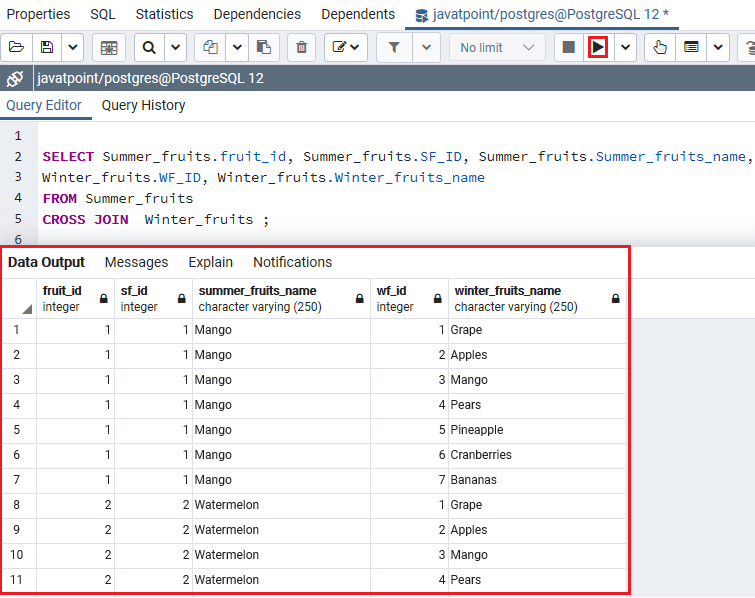 Properties SQL Statistics Dependencies Dependents javatpoint/postgres@PostgreSQL 12 *
No limit
javatpoint/postgres@PostgreSQL 12
Query Editor Query History
1
2 SELECT Summer_fruits.fruit_id, Summer_fruits.SF_ID, Summer_fruits.Summer_fruits_name,
3 Winter_fruits.WF_ID, Winter_fruits.Winter_fruits_name
4 FROM Summer_fruits
5 CROSS JOIN Winter_fruits ;
6
Data Output Messages Explain Notifications
fruit_id sf_id summer_fruits_name wf_id winter_fruits_name
integer integer character varying (250) integer character varying (250)
1 1 1 Mango 1 Grape
2 1 1 Mango 2 Apples
3 1 1 Mango 3 Mango
4 1 1 Mango 4 Pears
5 1 1 Mango 5 Pineapple
6 1 1 Mango 6 Cranberries
7 1 1 Mango 7 Bananas
8 2 2 Watermelon 1 Grape
9 2 2 Watermelon 2 Apples
10 2 2 Watermelon 3 Mango
11 2 2 Watermelon 4 Pears